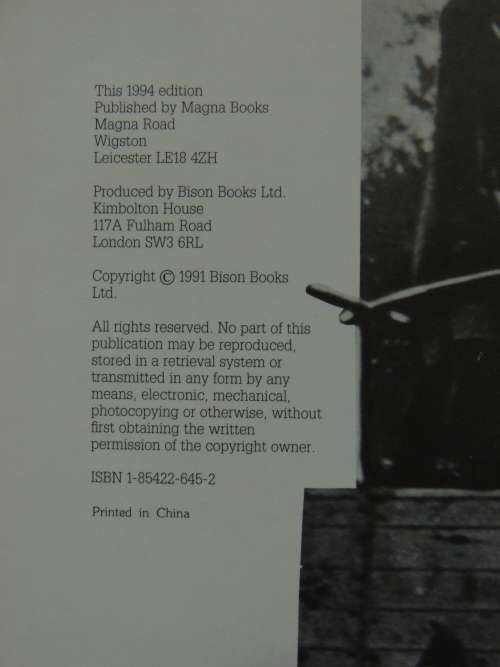 This 1994 edition
Published by Magna Books
Magna Road
Wigston
Leicester LE18 4ZH
Produced by Bison Books Ltd.
Kimbolton House
117A Fulham Road
London SW3 6RL
Copyright © 1991 Bison Books
Ltd.
All rights reserved. No part of this
publication may be reproduced,
stored in a retrieval system or
transmitted in any form by any
means, electronic, mechanical,
photocopying or otherwise, without
first obtaining the written
permission of the copyright owner.
ISBN 1-85422-645-2
Printed in China